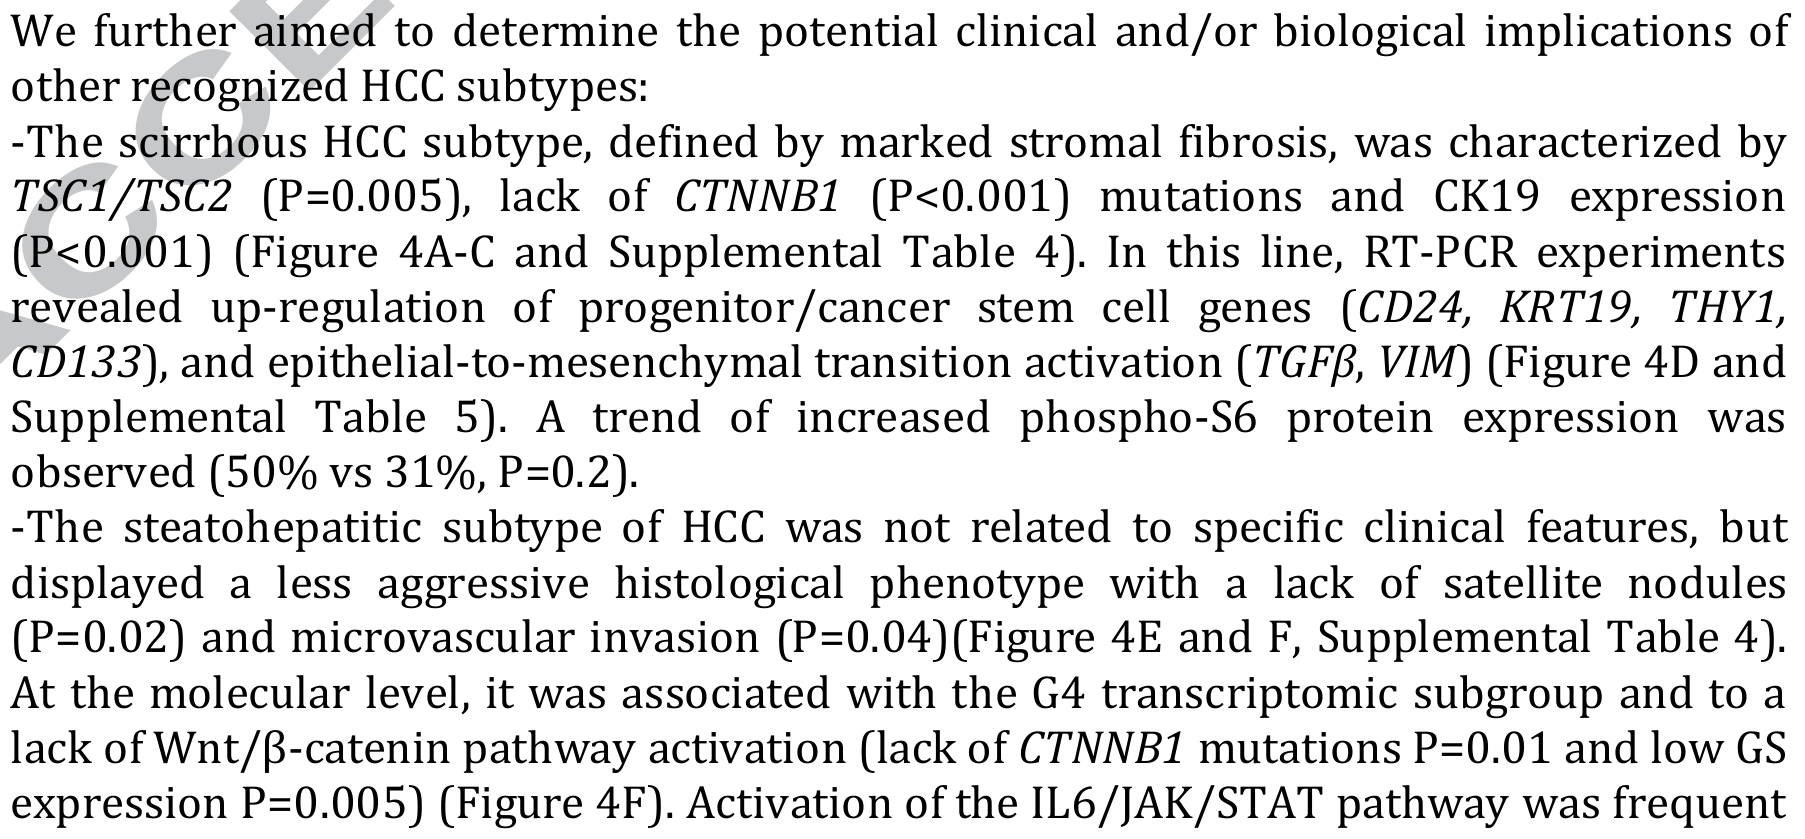 We further aimed to determine the potential clinical and/or biological implications of
other recognized HCC subtypes:
-The scirrhous HCC subtype, defined by marked stromal fibrosis, was characterized by
TSC1/TSC2 (P=0.005), lack of CTNNB1 (P<0.001) mutations and CK19 expression
(P<0.001) (Figure 4A-C and Supplemental Table 4). In this line, RT-PCR experiments
revealed up-regulation of progenitor/cancer stem cell genes (CD24, KRT19, THY1,
CD133), and epithelial-to-mesenchymal transition activation (TGFβ, VIM) (Figure 4D and
Supplemental Table 5). A trend of increased phospho-S6 protein expression was
observed (50% vs 31%, P=0.2).
-The steatohepatitic subtype of HCC was not related to specific clinical features, but
displayed a less aggressive histological phenotype with a lack of satellite nodules
(P=0.02) and microvascular invasion (P=0.04)(Figure 4E and F, Supplemental Table 4).
At the molecular level, it was associated with the G4 transcriptomic subgroup and to a
lack of Wnt/β-catenin pathway activation (lack of CTNNB1 mutations P=0.01 and low GS
expression P=0.005) (Figure 4F). Activation of the IL6/JAK/STAT pathway was frequent